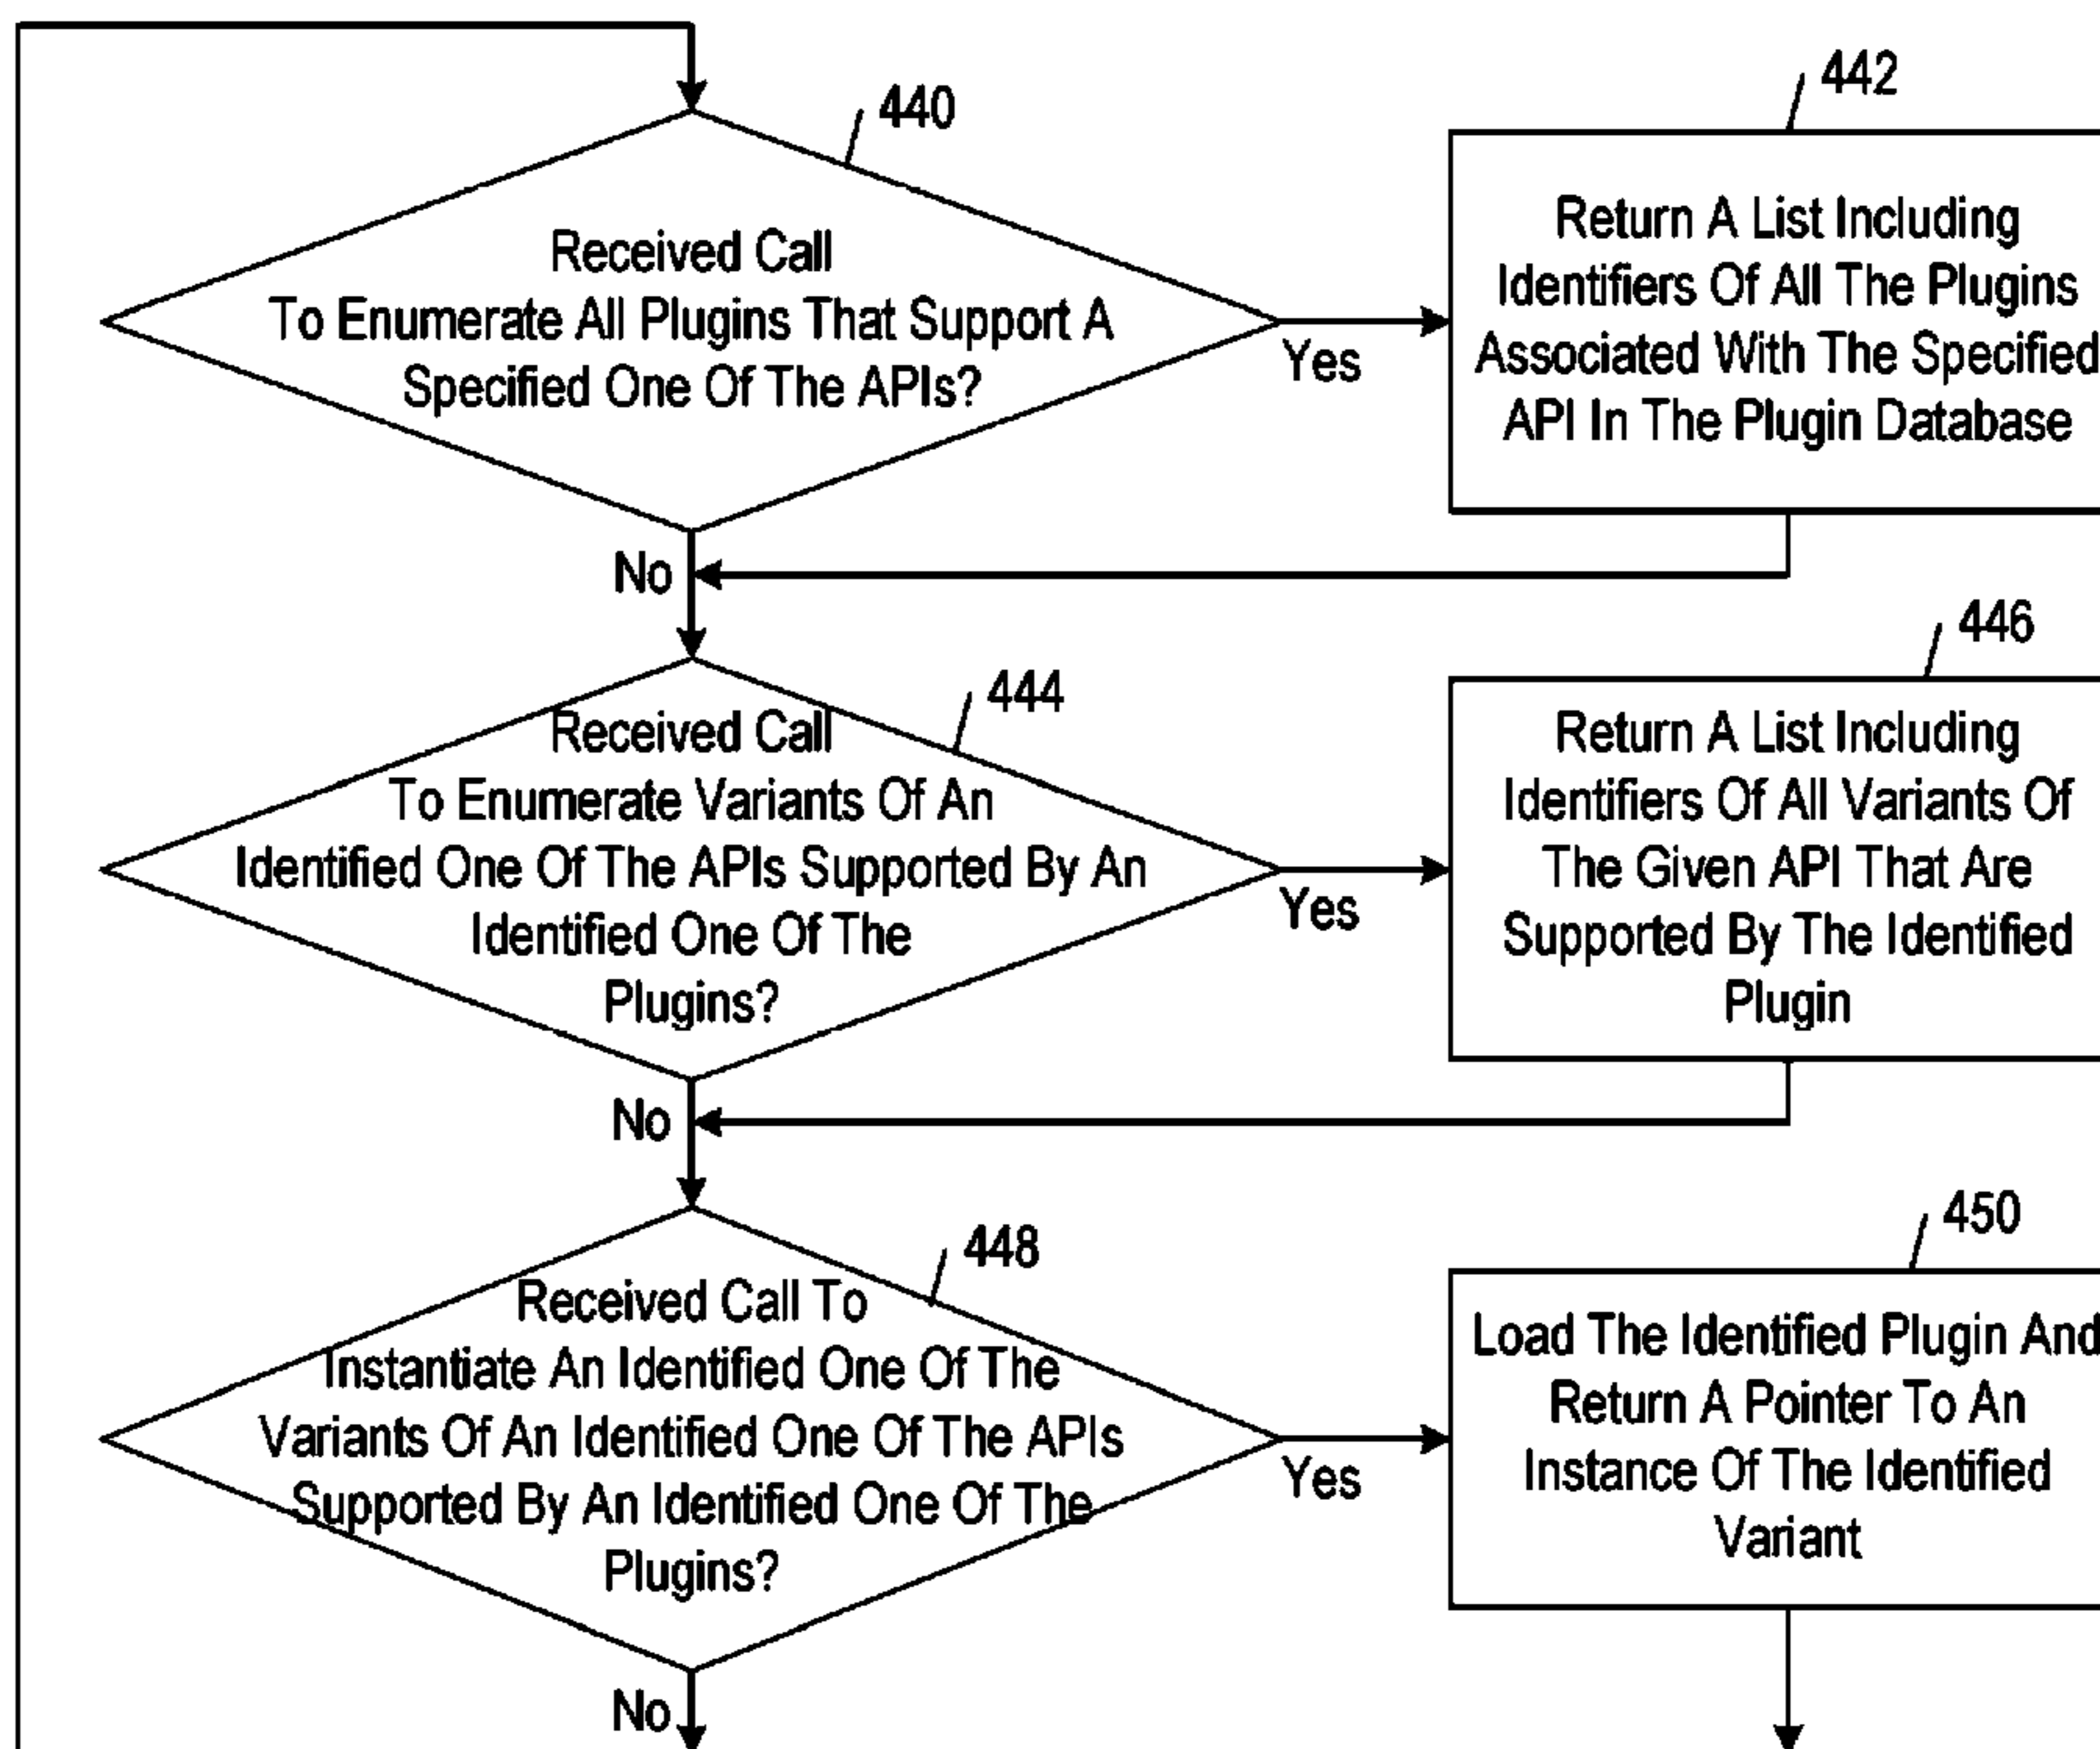 440
Received Call
To Enumerate All Plugins That Support A
Specified One Of The APIs?
Yes
No
442
Return A List Including
Identifiers Of All The Plugins
Associated With The Specified
API In The Plugin Database
444
Received Call
To Enumerate Variants Of An
Identified One Of The APIs Supported By An
Identified One Of The
Plugins?
Yes
No
446
Return A List Including
Identifiers Of All Variants Of
The Given API That Are
Supported By The Identified
Plugin
448
Received Call To
Instantiate An Identified One Of The
Variants Of An Identified One Of The APIs
Supported By An Identified One Of The
Plugins?
Yes
No
450
Load The Identified Plugin And
Return A Pointer To An
Instance Of The Identified
Variant